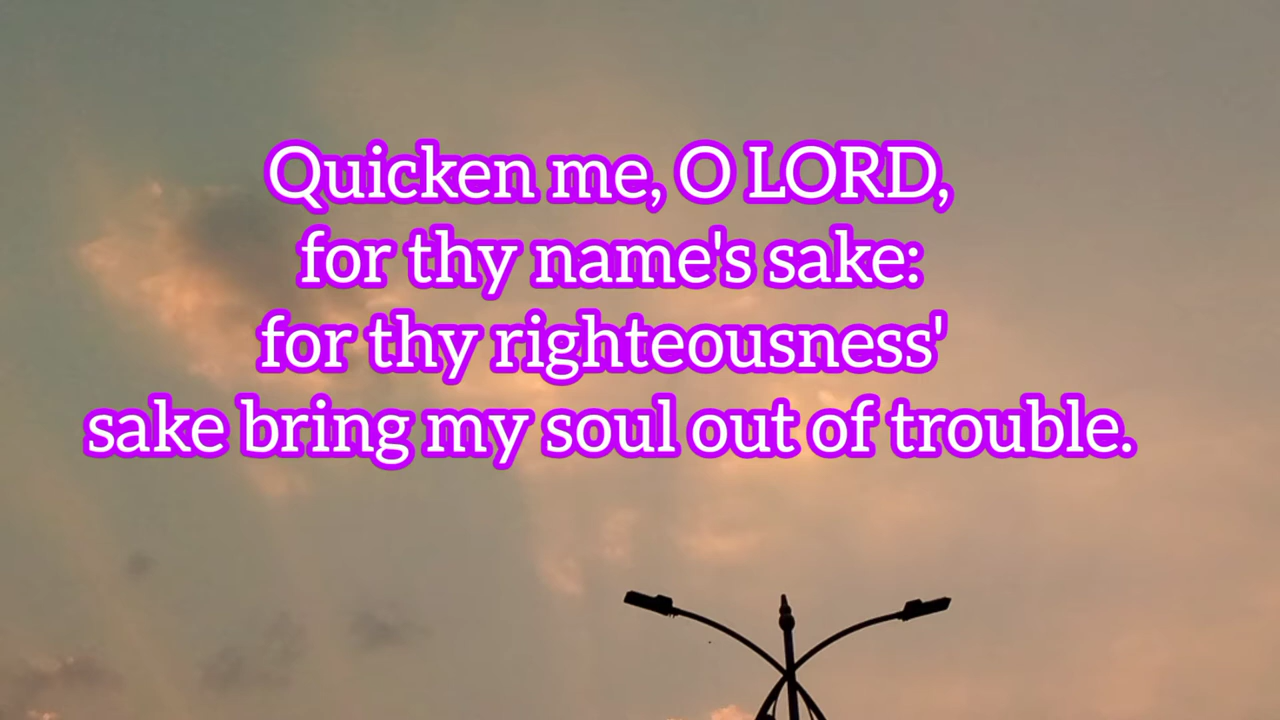 Quicken me, O LORD,
for thy name's sake:
for thy righteousness'
sake bring my soul out of trouble.